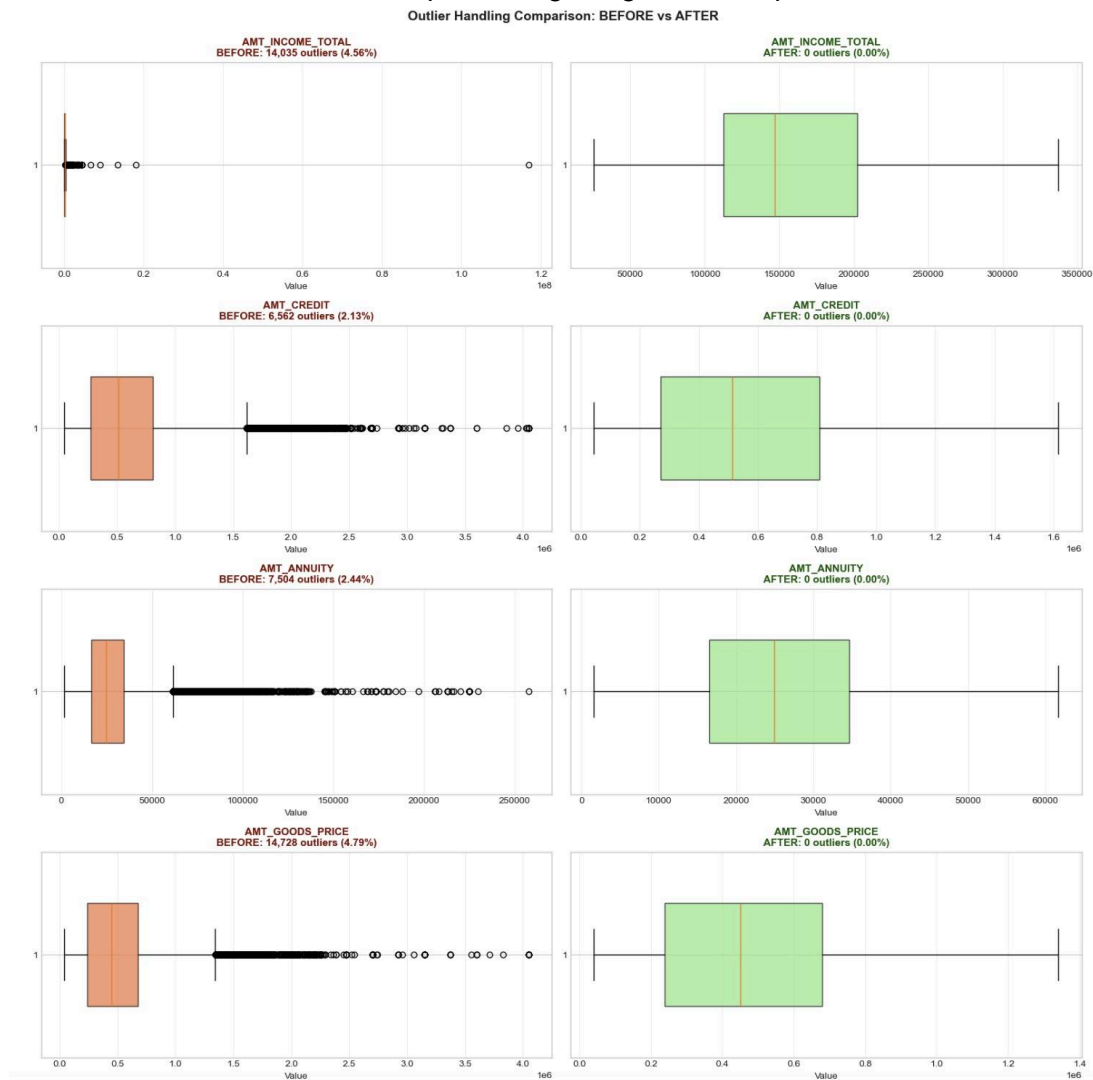 Outlier Handling Comparison: BEFORE vs AFTER
AMT_INCOME_TOTAL
BEFORE: 14,035 outliers (4.56%)
1
0.0 0.2 0.4 0.6 0.8 1.0 1.2
1e8
Value
AMT_INCOME_TOTAL
AFTER: 0 outliers (0.00%)
1
50000 100000 150000 200000 250000 300000 350000
Value
AMT_CREDIT
BEFORE: 6,562 outliers (2.13%)
1
0.0 0.5 1.0 1.5 2.0 2.5 3.0 3.5 4.0
1e6
Value
AMT_CREDIT
AFTER: 0 outliers (0.00%)
1
0.0 0.2 0.4 0.6 0.8 1.0 1.2 1.4 1.6
1e6
Value
AMT_ANNUITY
BEFORE: 7,504 outliers (2.44%)
1
0 50000 100000 150000 200000 250000
Value
AMT_ANNUITY
AFTER: 0 outliers (0.00%)
1
0 10000 20000 30000 40000 50000 60000
Value
AMT_GOODS_PRICE
BEFORE: 14,728 outliers (4.79%)
1
0.0 0.5 1.0 1.5 2.0 2.5 3.0 3.5 4.0
1e6
Value
AMT_GOODS_PRICE
AFTER: 0 outliers (0.00%)
1
0.2 0.4 0.6 0.8 1.0 1.2 1.4
1e6
Value